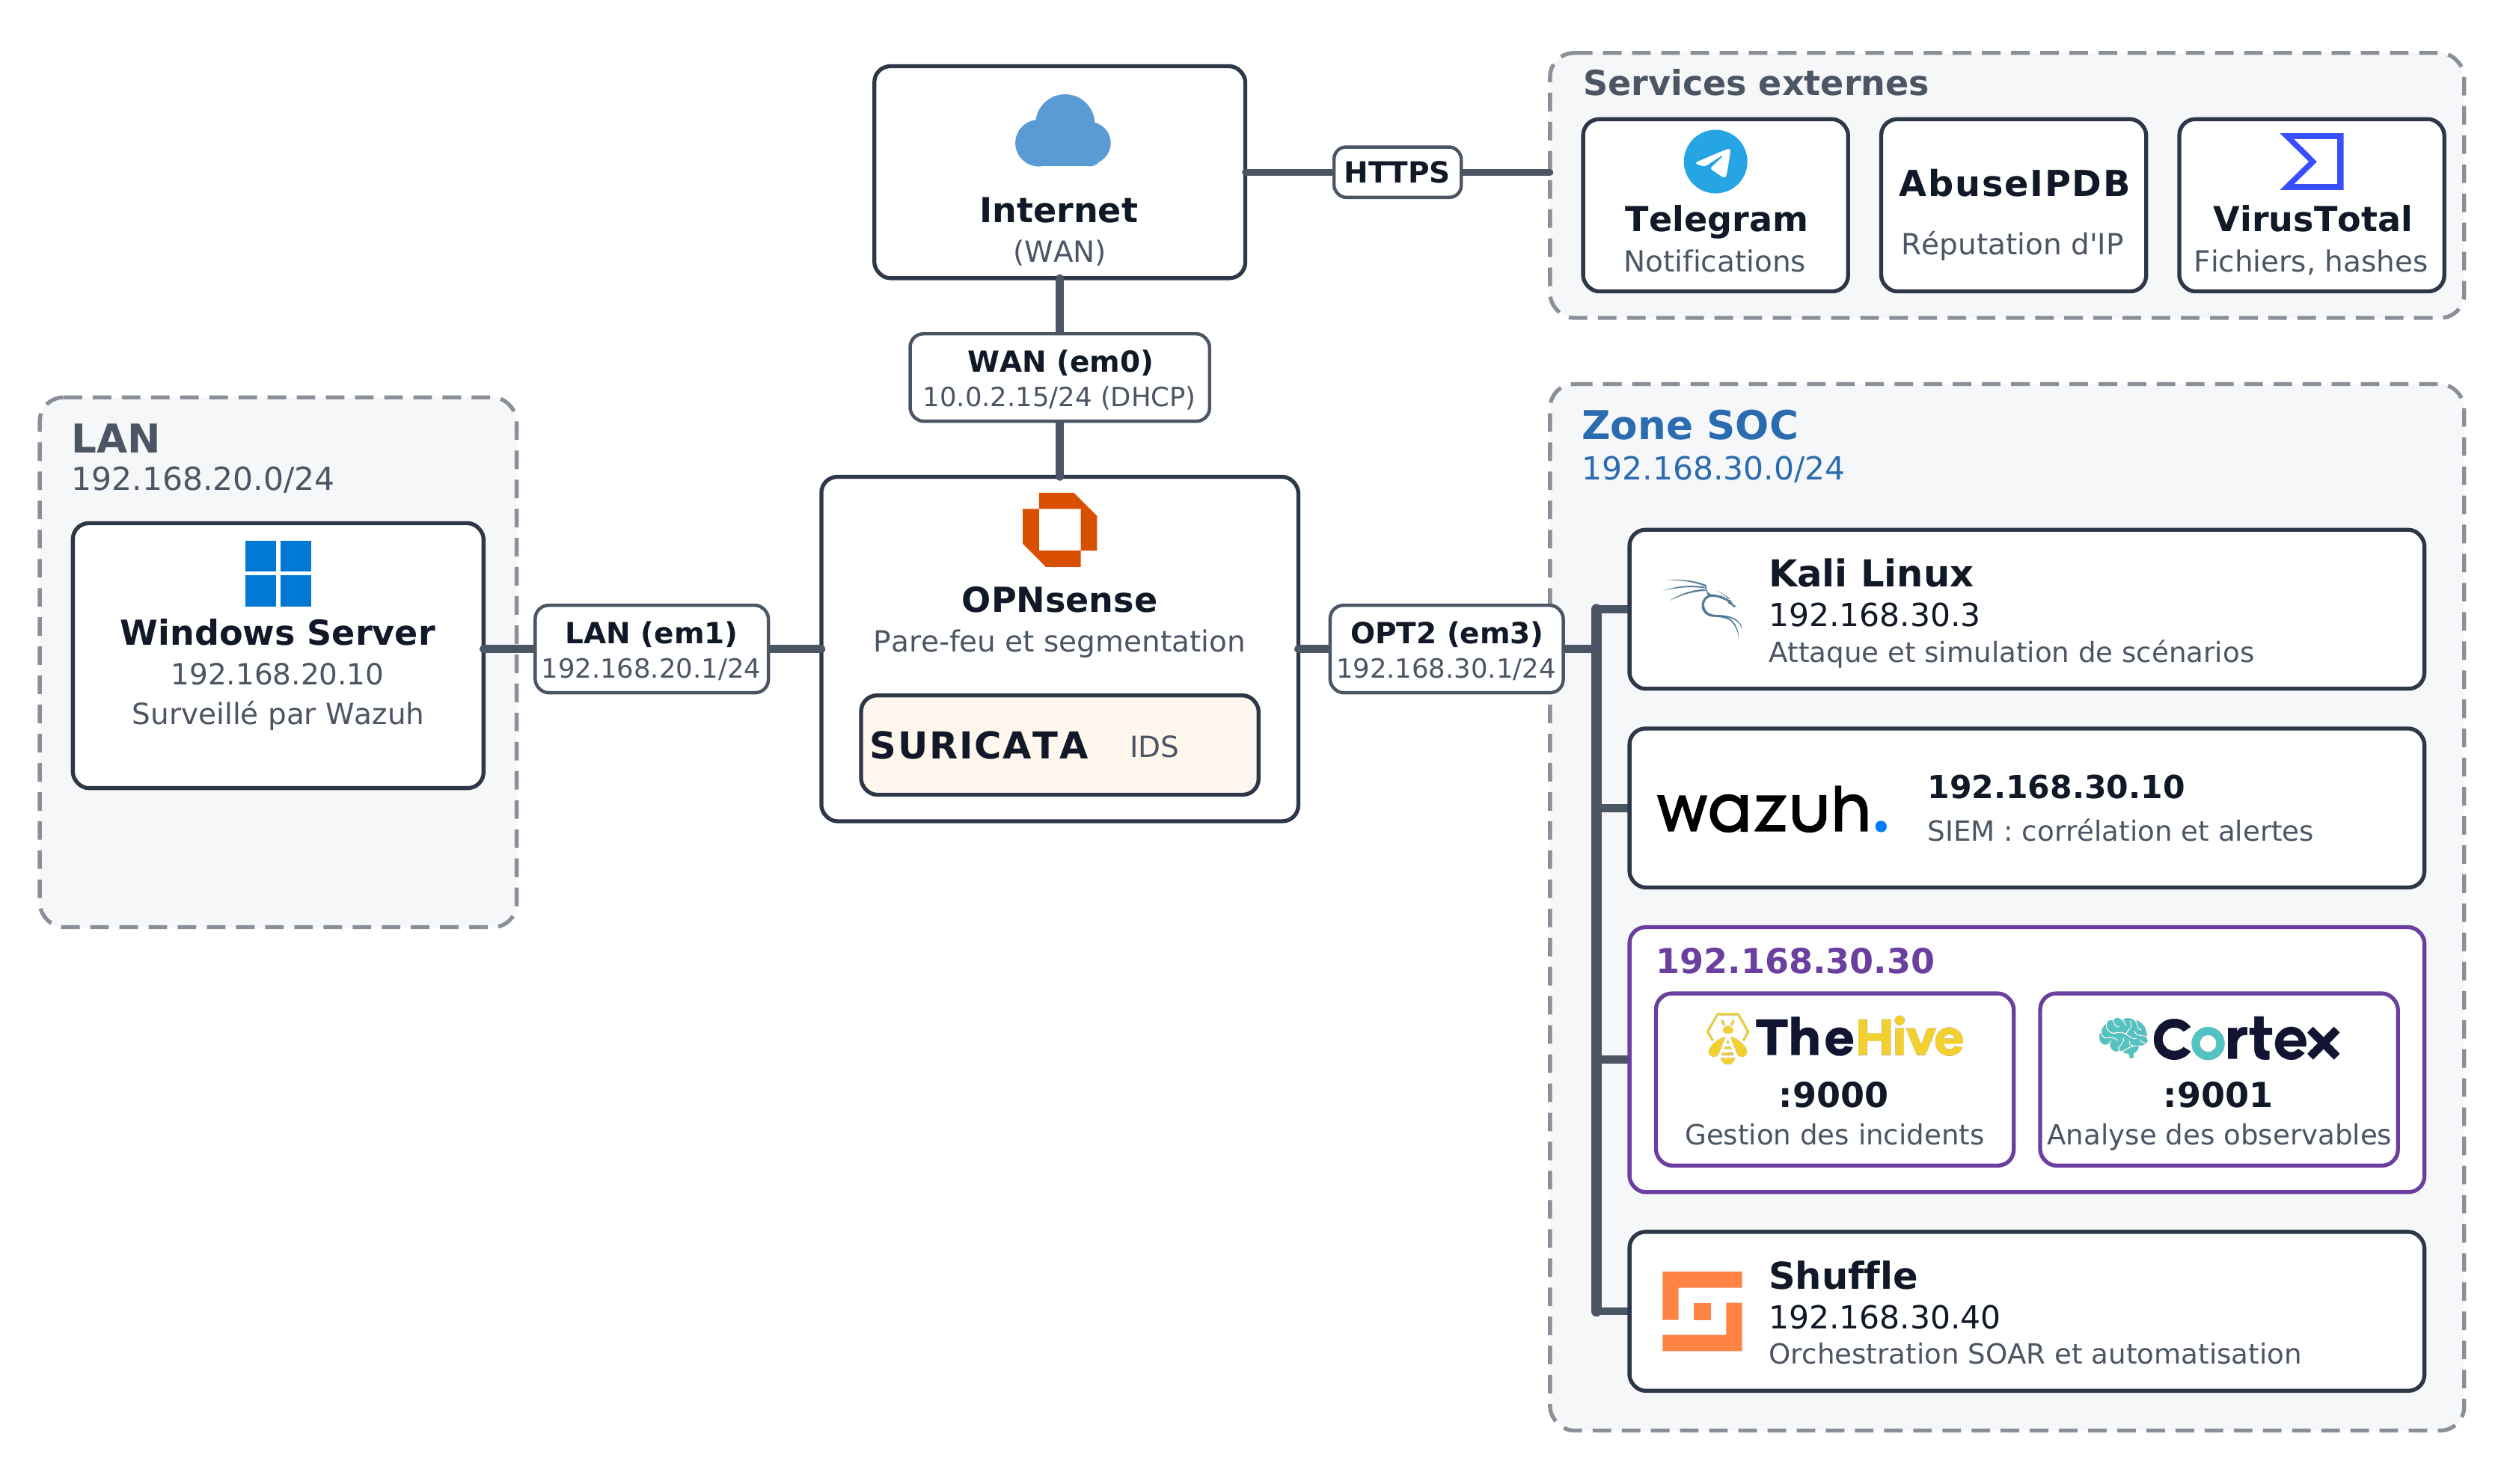 Internet
(WAN)
HTTPS
Services externes
Telegram
Notifications
AbuseIPDB
Réputation d'IP
VirusTotal
Fichiers, hashes
WAN (em0)
10.0.2.15/24 (DHCP)
LAN
192.168.20.0/24
Windows Server
192.168.20.10
Surveillé par Wazuh
LAN (em1)
192.168.20.1/24
OPNsense
Pare-feu et segmentation
SURICATA IDS
OPT2 (em3)
192.168.30.1/24
Zone SOC
192.168.30.0/24
Kali Linux
192.168.30.3
Attaque et simulation de scénarios
wazuh.
192.168.30.10
SIEM : corrélation et alertes
192.168.30.30
TheHive
:9000
Gestion des incidents
Cortex
:9001
Analyse des observables
Shuffle
192.168.30.40
Orchestration SOAR et automatisation